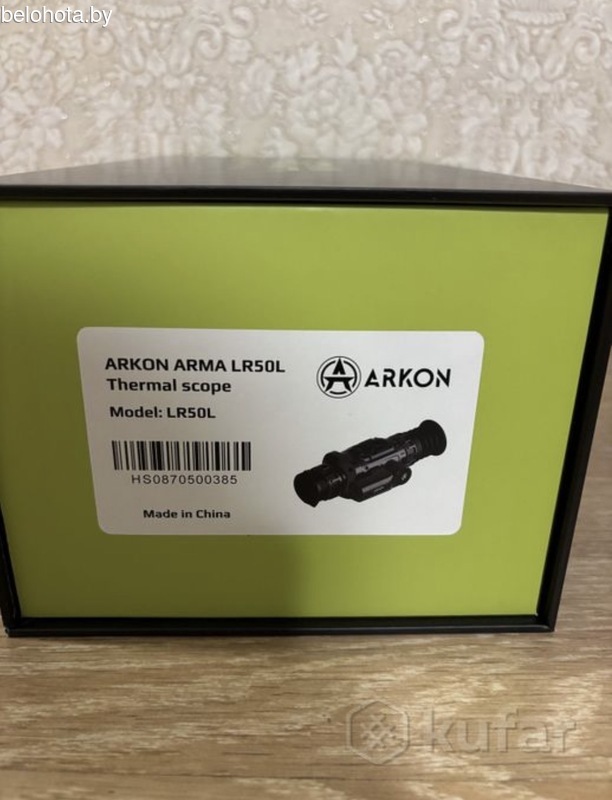 belohota.by
ARKON ARMA LR50L
Thermal scope
Model: LR50L
ARKON
HS0870500385
Made in China
kufar